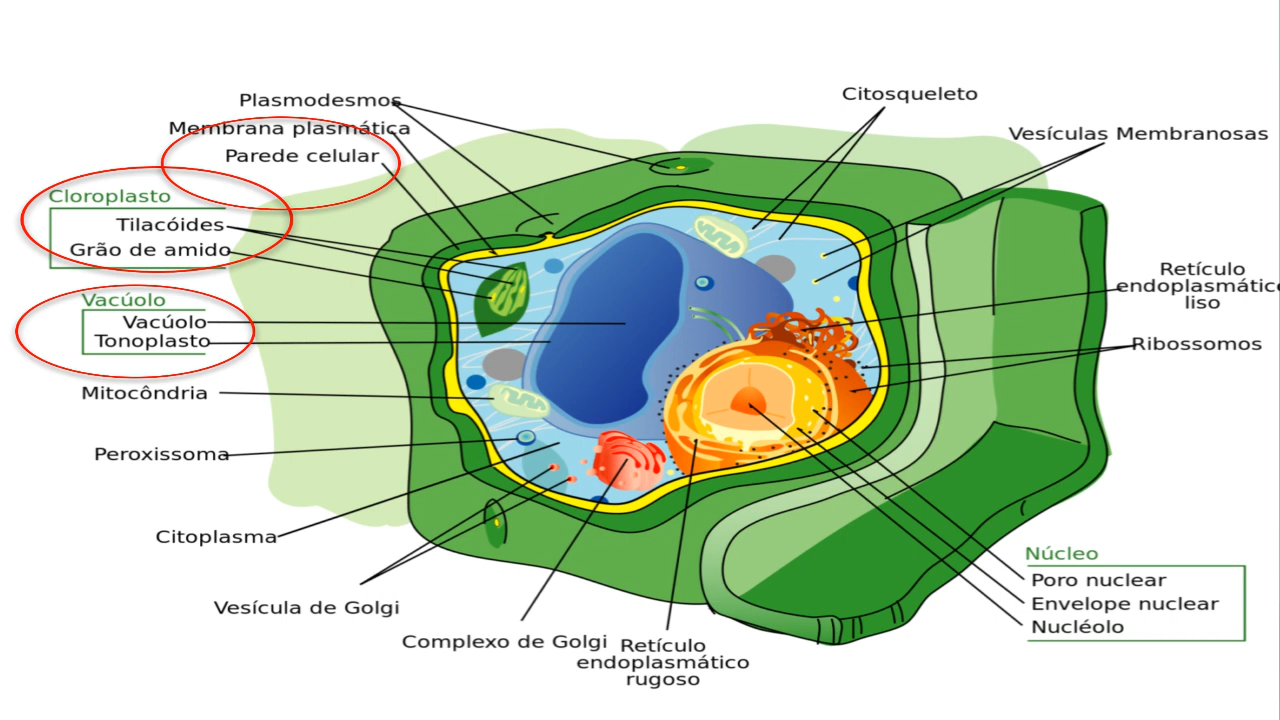 Plasmodesmos
Membrana plasmática
Parede celular
Cloroplasto
Tilacóides
Grão de amido
Vacúolo
Vacúolo
Tonoplasto
Mitocôndria
Peroxissoma
Citoplasma
Vesícula de Golgi
Complexo de Golgi
Retículo
endoplasmático
rugoso
Citosqueleto
Vesículas Membranosas
Retículo
endoplasmátic
liso
Ribossomos
Núcleo
Poro nuclear
Envelope nuclear
Nucléolo